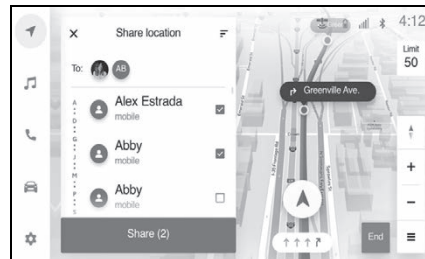 × Share location
To: AB
Alex Estrada
mobile
Abby
mobile
Abby
mobile
A
D
G
J
M
P
S
Share (2)
4:12
Limit
50
Greenville Ave.
+
−
End